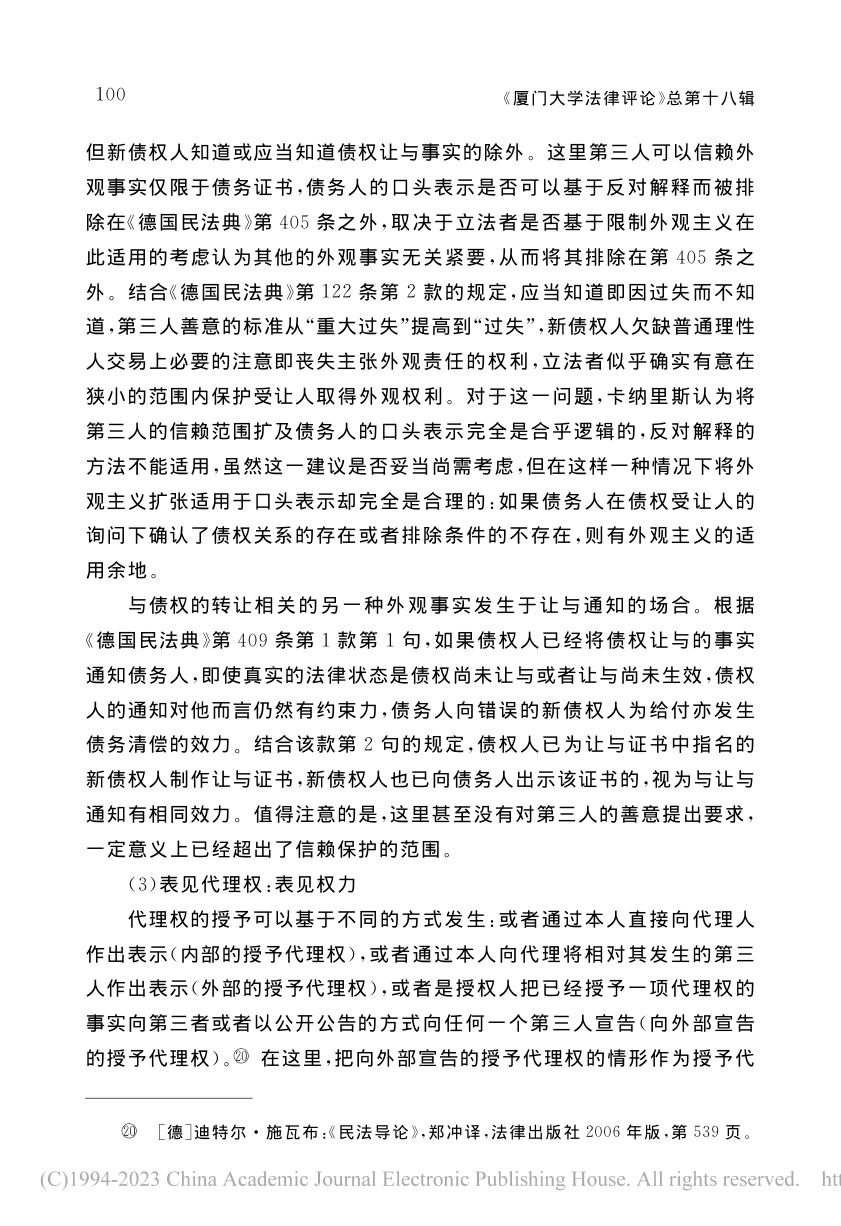 100
《厦门大学法律评论》总第十八辑
但新债权人知道或应当知道债权让与事实的除外。这里第三人可以信赖外
观事实仅限于债务证书,债务人的口头表示是否可以基于反对解释而被排
除在《德国民法典》第 405 条之外,取决于立法者是否基于限制外观主义在
此适用的考虑认为其他的外观事实无关紧要,从而将其排除在第 405 条之
外。结合《德国民法典》第 122 条第 2 款的规定,应当知道即因过失而不知
道,第三人善意的标准从“重大过失”提高到“过失”,新债权人欠缺普通理性
人交易上必要的注意即丧失主张外观责任的权利,立法者似乎确实有意在
狭小的范围内保护受让人取得外观权利。对于这一问题,卡纳里斯认为将
第三人的信赖范围扩及债务人的口头表示完全是合乎逻辑的,反对解释的
方法不能适用,虽然这一建议是否妥当尚需考虑,但在这样一种情况下将外
观主义扩张适用于口头表示却完全是合理的:如果债务人在债权受让人的
询问下确认了债权关系的存在或者排除条件的不存在,则有外观主义的适
用余地。
与债权的转让相关的另一种外观事实发生于让与通知的场合。根据
《德国民法典》第 409 条第 1 款第 1 句,如果债权人已经将债权让与的事实
通知债务人,即使真实的法律状态是债权尚未让与或者让与尚未生效,债权
人的通知对他而言仍然有约束力,债务人向错误的新债权人为给付亦发生
债务清偿的效力。结合该款第 2 句的规定,债权人已为让与证书中指名的
新债权人制作让与证书,新债权人也已向债务人出示该证书的,视为与让与
通知有相同效力。值得注意的是,这里甚至没有对第三人的善意提出要求,
一定意义上已经超出了信赖保护的范围。
(3)表见代理权:表见权力
代理权的授予可以基于不同的方式发生:或者通过本人直接向代理人
作出表示(内部的授予代理权),或者通过本人向代理将相对其发生的第三
人作出表示(外部的授予代理权),或者是授权人把已经授予一项代理权的
事实向第三者或者以公开公告的方式向任何一个第三人宣告(向外部宣告
的授予代理权)。⑳ 在这里,把向外部宣告的授予代理权的情形作为授予代
⑳ [德]迪特尔·施瓦布:《民法导论》,郑冲译,法律出版社 2006 年版,第 539 页。
(C)1994-2023 China Academic Journal Electronic Publishing House. All rights reserved. htt